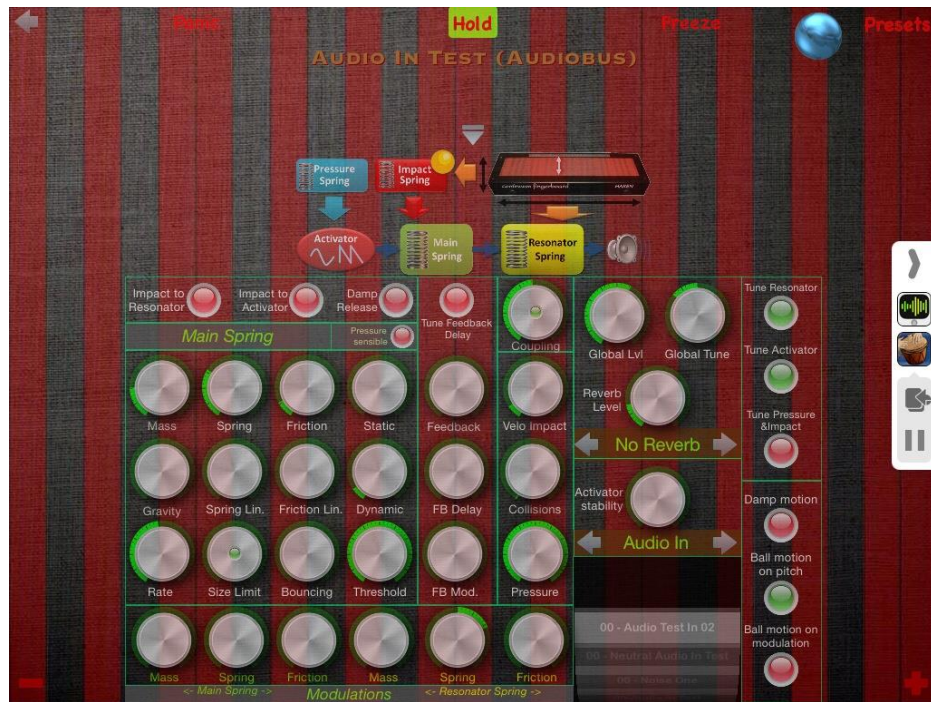 Panic
Hold
Freeze
Presets
Audio In Test (Audiobus)
Pressure
Spring
Impact
Spring
Continuum Fingerboard
HAKEN
Activator
Main
Spring
Resonator
Spring
Impact to
Resonator
Impact to
Activator
Damp
Release
Tune Feedback
Delay
Coupling
Global Lvl
Global Tune
Tune Resonator
Main Spring
Pressure
sensible
Tune Activator
Mass
Spring
Friction
Static
Feedback
Velo Impact
Reverb
Level
No Reverb
Tune Pressure
&Impact
Gravity
Spring Lin.
Friction Lin.
Dynamic
FB Delay
Collisions
Activator
stability
Audio In
Damp motion
Rate
Size Limit
Bouncing
Threshold
FB Mod.
Pressure
Ball motion
on pitch
00 - Audio Test In 02
00 - Neutral Audio In Test
00 - Noise One
Ball motion on
modulation
Mass
Spring
Friction
Mass
Spring
Friction
<- Main Spring ->
Modulations
<- Resonator Spring ->